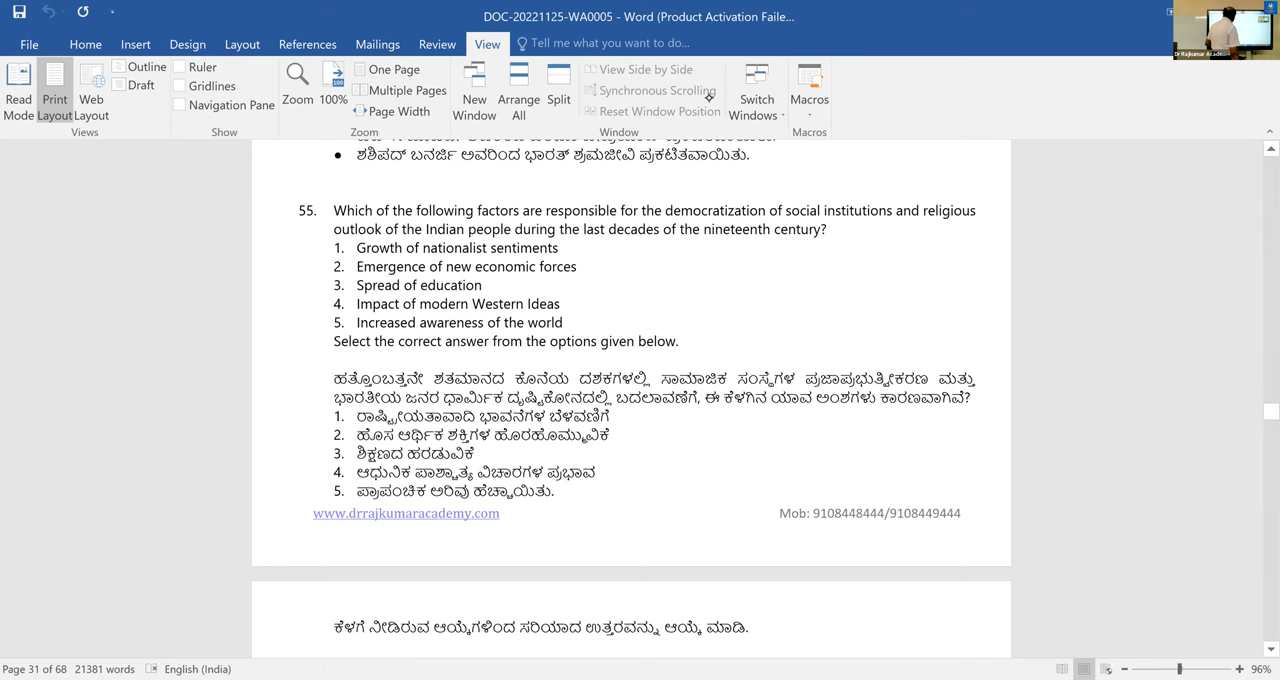 DOC-20221125-WA0005 - Word (Product Activation Faile...
File Home Insert Design Layout References Mailings Review View Tell me what you want to do...
Read Mode
Print Layout
Web Layout
Outline
Draft
Views
Ruler
Gridlines
Navigation Pane
Show
Zoom
100%
One Page
Multiple Pages
Page Width
Zoom
New Window
Arrange All
Split
View Side by Side
Synchronous Scrolling
Reset Window Position
Window
Switch Windows
Macros
Macros
• ಶಶಿಪದ್ ಬನರ್ಜಿ ಅವರಿಂದ ಭಾರತ್ ಶ್ರಮಜೀವಿ ಪ್ರಕಟಿತವಾಯಿತು.
55. Which of the following factors are responsible for the democratization of social institutions and religious
outlook of the Indian people during the last decades of the nineteenth century?
1. Growth of nationalist sentiments
2. Emergence of new economic forces
3. Spread of education
4. Impact of modern Western Ideas
5. Increased awareness of the world
Select the correct answer from the options given below.
ಹತ್ತೊಂಬತ್ತನೇ ಶತಮಾನದ ಕೊನೆಯ ದಶಕಗಳಲ್ಲಿ ಸಾಮಾಜಿಕ ಸಂಸ್ಥೆಗಳ ಪ್ರಜಾಪ್ರಭುತ್ವೀಕರಣ ಮತ್ತು
ಭಾರತೀಯ ಜನರ ಧಾರ್ಮಿಕ ದೃಷ್ಟಿಕೋನದಲ್ಲಿ ಬದಲಾವಣೆಗೆ, ಈ ಕೆಳಗಿನ ಯಾವ ಅಂಶಗಳು ಕಾರಣವಾಗಿವೆ?
1. ರಾಷ್ಟ್ರೀಯತಾವಾದಿ ಭಾವನೆಗಳ ಬೆಳವಣಿಗೆ
2. ಹೊಸ ಆರ್ಥಿಕ ಶಕ್ತಿಗಳ ಹೊರಹೊಮ್ಮುವಿಕೆ
3. ಶಿಕ್ಷಣದ ಹರಡುವಿಕೆ
4. ಆಧುನಿಕ ಪಾಶ್ಚಾತ್ಯ ವಿಚಾರಗಳ ಪ್ರಭಾವ
5. ಪ್ರಾಪಂಚಿಕ ಅರಿವು ಹೆಚ್ಚಾಯಿತು.
www.drrajkumaracademy.com Mob: 9108448444/9108449444
ಕೆಳಗೆ ನೀಡಿರುವ ಆಯ್ಕೆಗಳಿಂದ ಸರಿಯಾದ ಉತ್ತರವನ್ನು ಆಯ್ಕೆ ಮಾಡಿ.
Page 31 of 68 21381 words English (India) 96%